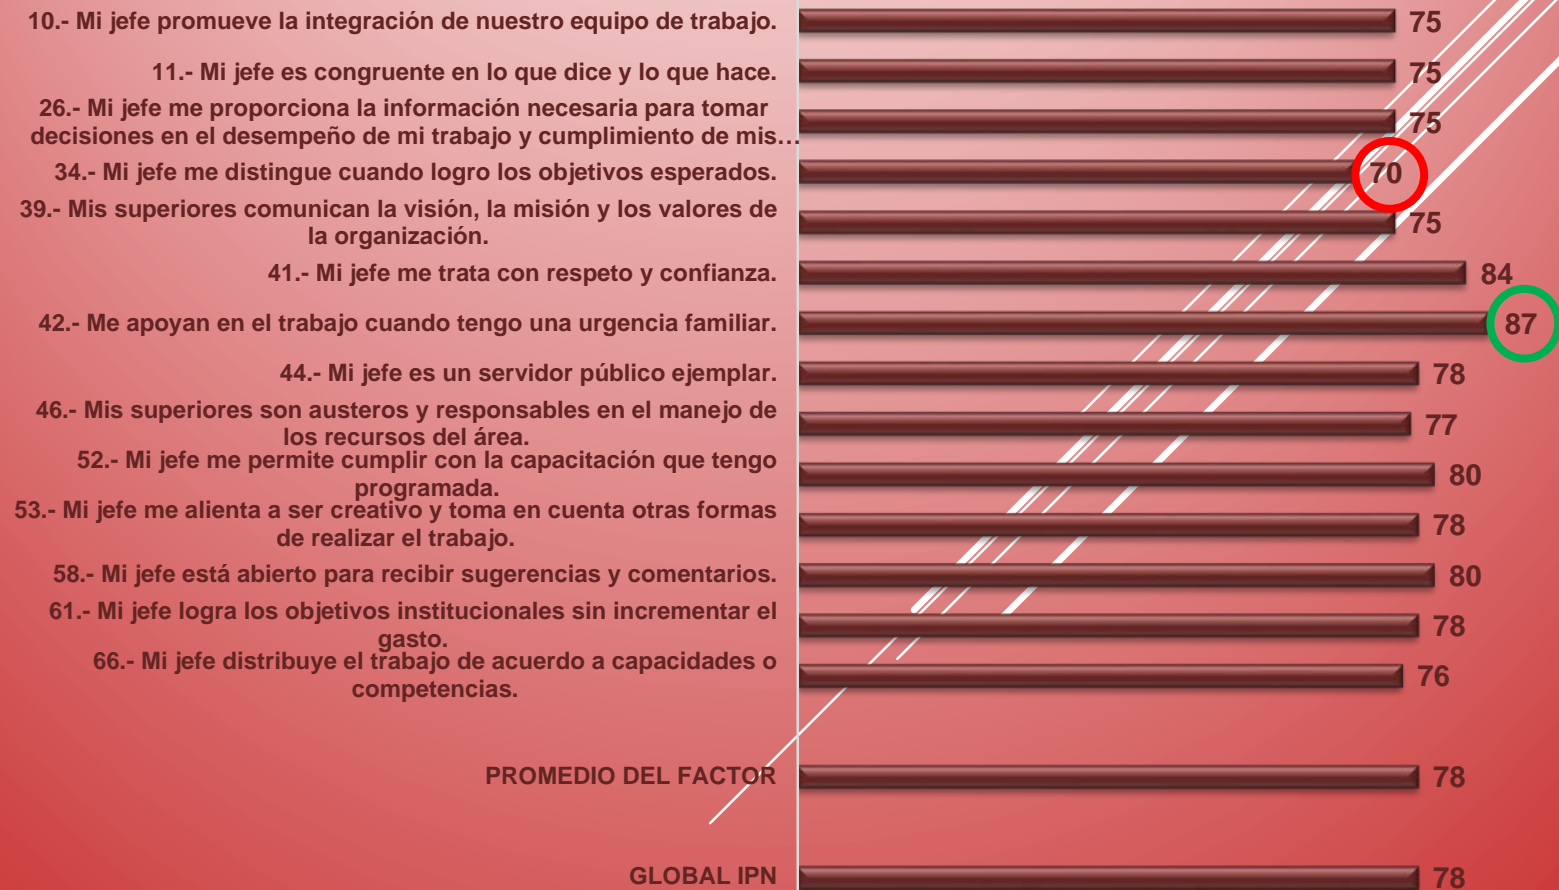 10.- Mi jefe promueve la integración de nuestro equipo de trabajo.
75
11.- Mi jefe es congruente en lo que dice y lo que hace.
75
26.- Mi jefe me proporciona la información necesaria para tomar
decisiones en el desempeño de mi trabajo y cumplimiento de mis…
75
34.- Mi jefe me distingue cuando logro los objetivos esperados.
70
39.- Mis superiores comunican la visión, la misión y los valores de
la organización.
75
41.- Mi jefe me trata con respeto y confianza.
84
42.- Me apoyan en el trabajo cuando tengo una urgencia familiar.
87
44.- Mi jefe es un servidor público ejemplar.
78
46.- Mis superiores son austeros y responsables en el manejo de
los recursos del área.
77
52.- Mi jefe me permite cumplir con la capacitación que tengo
programada.
80
53.- Mi jefe me alienta a ser creativo y toma en cuenta otras formas
de realizar el trabajo.
78
58.- Mi jefe está abierto para recibir sugerencias y comentarios.
80
61.- Mi jefe logra los objetivos institucionales sin incrementar el
gasto.
78
66.- Mi jefe distribuye el trabajo de acuerdo a capacidades o
competencias.
76
PROMEDIO DEL FACTOR
78
GLOBAL IPN
78